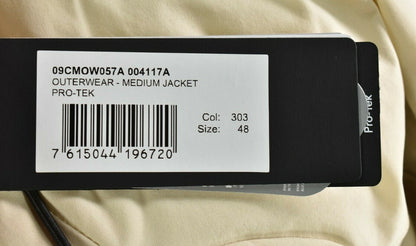 09CMOW057A 004117A
OUTERWEAR - MEDIUM JACKET
PRO-TEK
Col: 303
Size: 48
7 615044 196720
Pro-Tek